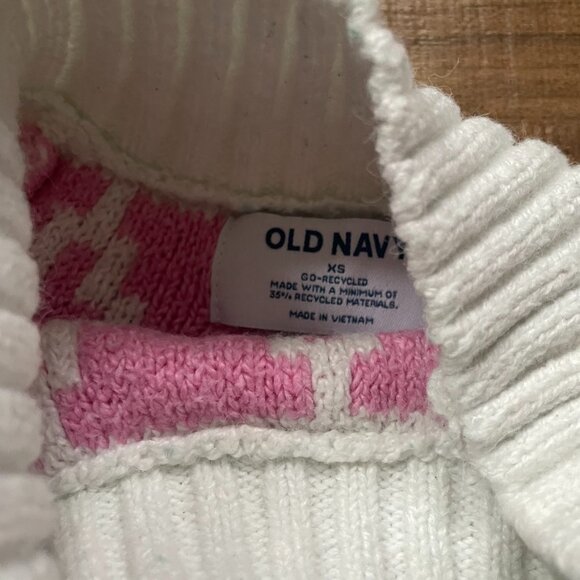 OLD NAVY
XS
GO-RECYCLED
MADE WITH A MINIMUM OF
35% RECYCLED MATERIALS.
MADE IN VIETNAM